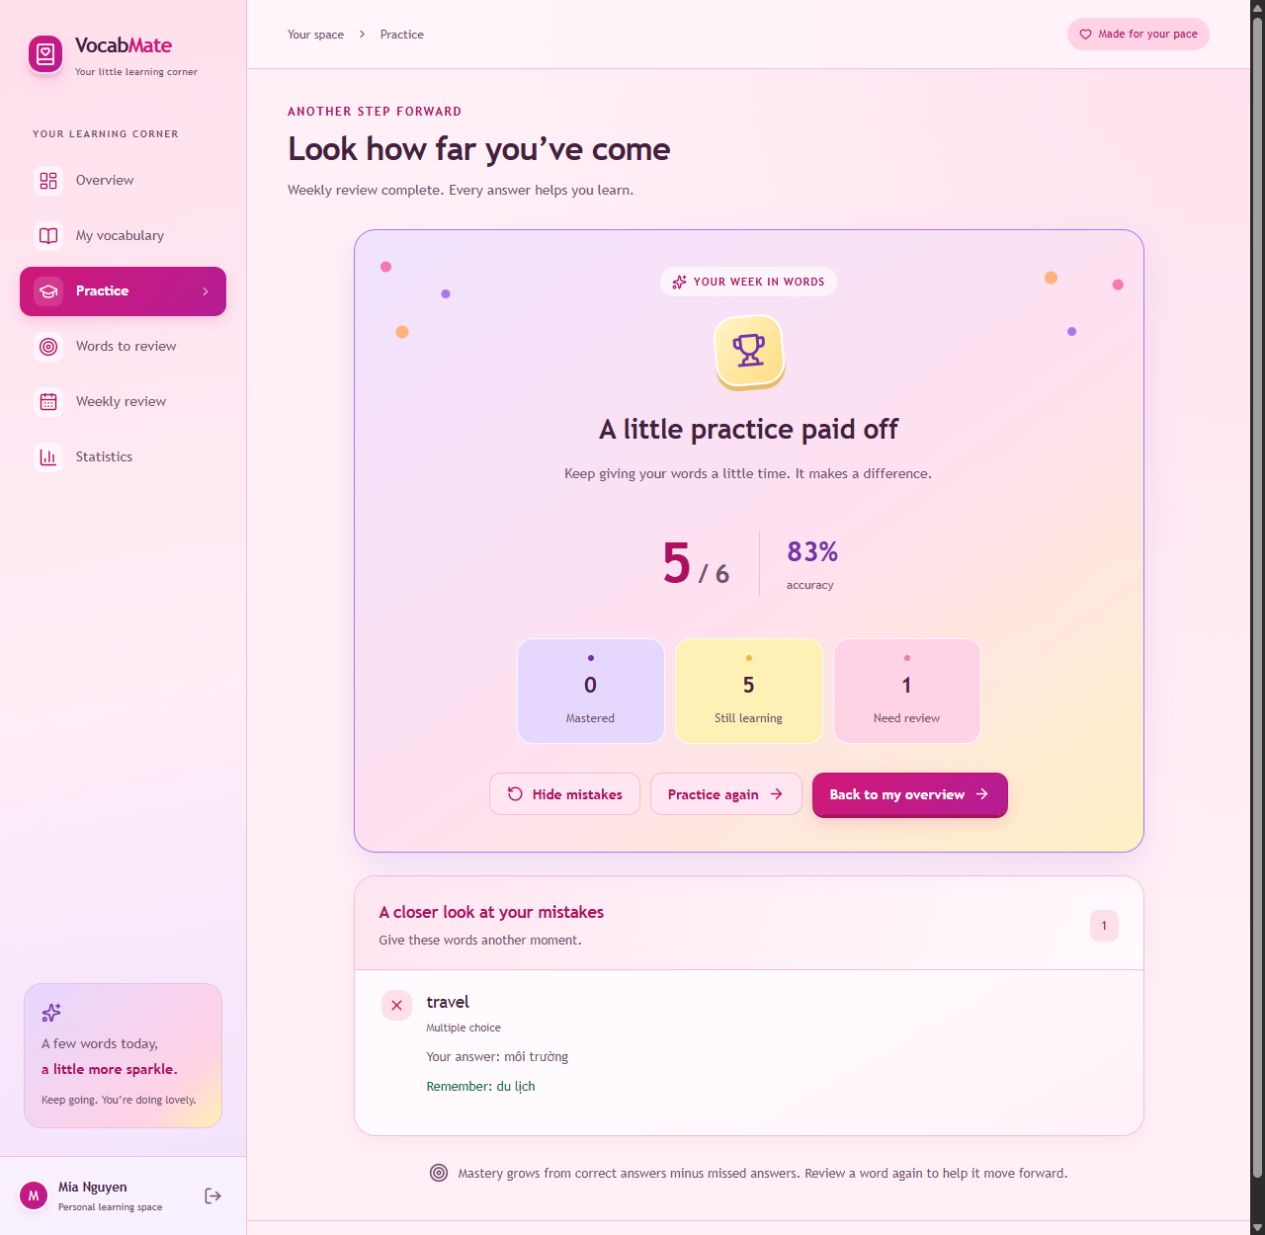 VocabMate
Your little learning corner
YOUR LEARNING CORNER
Overview
My vocabulary
Practice
Words to review
Weekly review
Statistics
A few words today,
a little more sparkle.
Keep going. You’re doing lovely.
M
Mia Nguyen
Personal learning space
Your space > Practice
Made for your pace
ANOTHER STEP FORWARD
Look how far you’ve come
Weekly review complete. Every answer helps you learn.
YOUR WEEK IN WORDS
A little practice paid off
Keep giving your words a little time. It makes a difference.
5 / 6
83%
accuracy
0
Mastered
5
Still learning
1
Need review
Hide mistakes
Practice again
Back to my overview
A closer look at your mistakes
Give these words another moment.
1
travel
Multiple choice
Your answer: môi trường
Remember: du lịch
Mastery grows from correct answers minus missed answers. Review a word again to help it move forward.